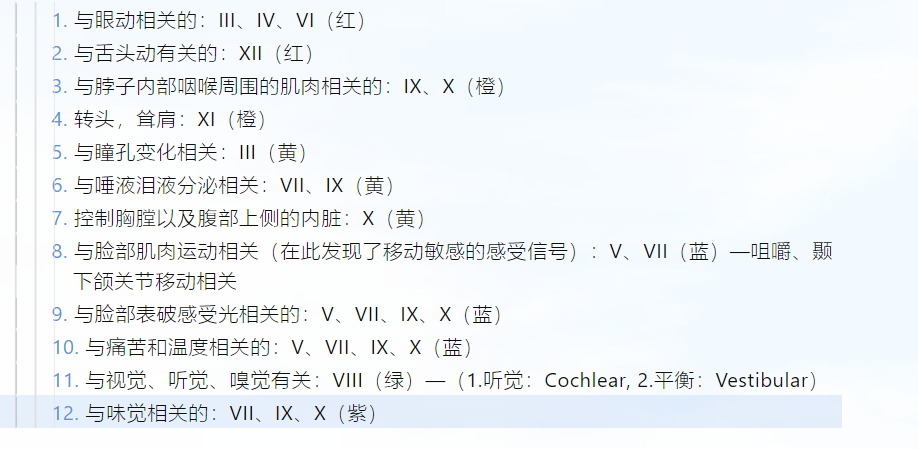 1. 与眼动相关的：III、IV、VI（红）
2. 与舌头动有关的：XII（红）
3. 与脖子内部咽喉周围的肌肉相关的：IX、X（橙）
4. 转头，耸肩：XI（橙）
5. 与瞳孔变化相关：III（黄）
6. 与唾液泪液分泌相关：VII、IX（黄）
7. 控制胸膛以及腹部上侧的内脏：X（黄）
8. 与脸部肌肉运动相关（在此发现了移动敏感的感受信号）：V、VII（蓝）—咀嚼、颞
下颌关节移动相关
9. 与脸部表破感受光相关的：V、VII、IX、X（蓝）
10. 与痛苦和温度相关的：V、VII、IX、X（蓝）
11. 与视觉、听觉、嗅觉有关：VIII（绿）—（1.听觉：Cochlear, 2.平衡：Vestibular）
12. 与味觉相关的：VII、IX、X（紫）